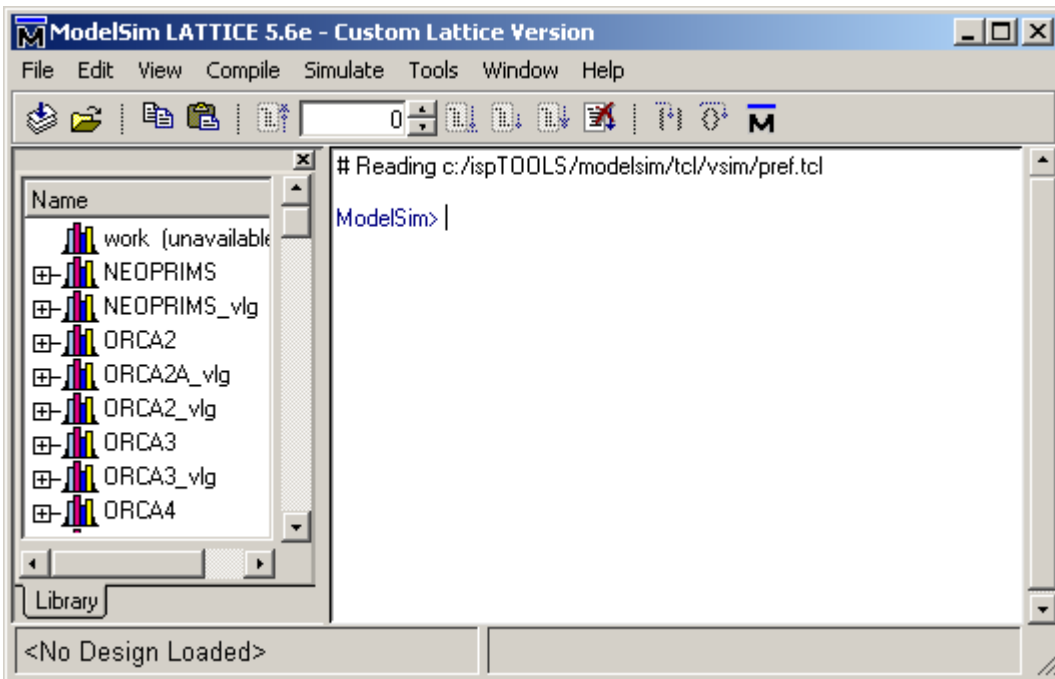 ModelSim LATTICE 5.6e - Custom Lattice Version
File Edit View Compile Simulate Tools Window Help
0
Name
work (unavailable
NEOPRIMS
NEOPRIMS_vlg
ORCA2
ORCA2A_vlg
ORCA2_vlg
ORCA3
ORCA3_vlg
ORCA4
Library
# Reading c:/ispTOOLS/modelsim/tcl/vsim/pref.tcl
ModelSim>
<No Design Loaded>